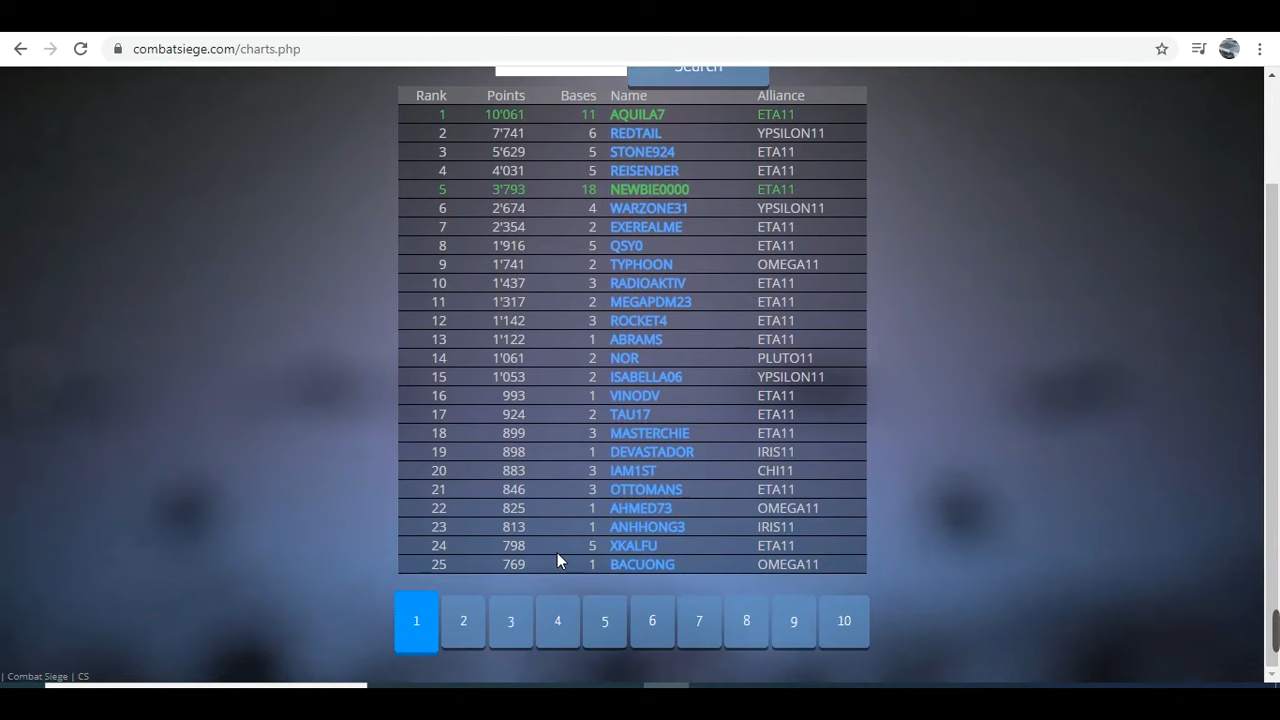 combatsiege.com/charts.php
Search
Rank Points Bases Name Alliance
1 10'061 11 AQUILA7 ETA11
2 7'741 6 REDTAIL YPSILON11
3 5'629 5 STONE924 ETA11
4 4'031 5 REISENDER ETA11
5 3'793 18 NEWBIE0000 ETA11
6 2'674 4 WARZONE31 YPSILON11
7 2'354 2 EXEREALME ETA11
8 1'916 5 QSY0 ETA11
9 1'741 2 TYPHOON OMEGA11
10 1'437 3 RADIOAKTIV ETA11
11 1'317 2 MEGAPDM23 ETA11
12 1'142 3 ROCKET4 ETA11
13 1'122 1 ABRAMS ETA11
14 1'061 2 NOR PLUTO11
15 1'053 2 ISABELLA06 YPSILON11
16 993 1 VINODV ETA11
17 924 2 TAU17 ETA11
18 899 3 MASTERCHIE ETA11
19 898 1 DEVASTADOR IRIS11
20 883 3 IAM1ST CHI11
21 846 3 OTTOMANS ETA11
22 825 1 AHMED73 OMEGA11
23 813 1 ANHHONG3 IRIS11
24 798 5 XKALFU ETA11
25 769 1 BACUONG OMEGA11
1 2 3 4 5 6 7 8 9 10
| Combat Siege | CS